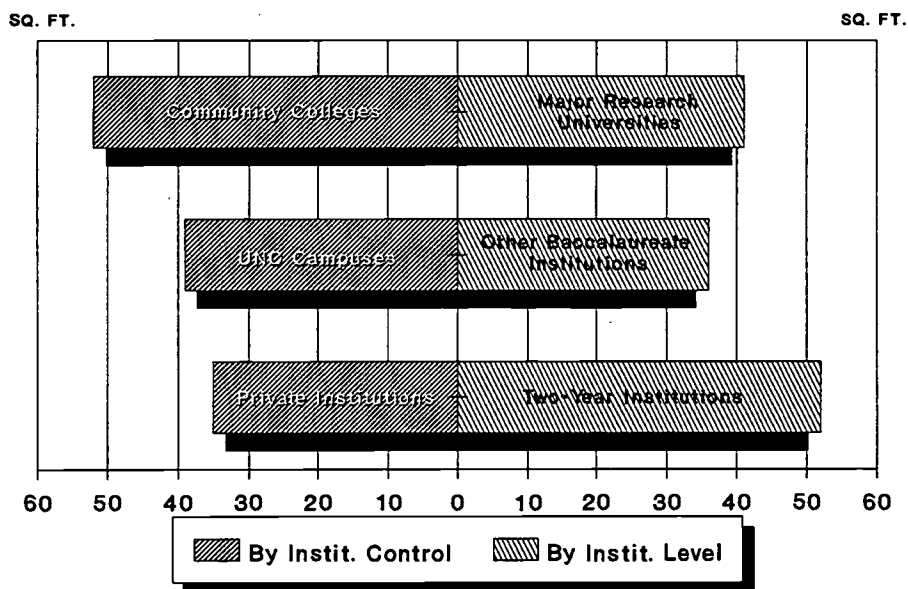 SQ. FT. SQ. FT.
Community Colleges
Major Research
Universities
UNC Campuses
Other Baccalaureate
Institutions
Private Institutions
Two-Year Institutions
60 50 40 30 20 10 0 10 20 30 40 50 60
By Instit. Control By Instit. Level